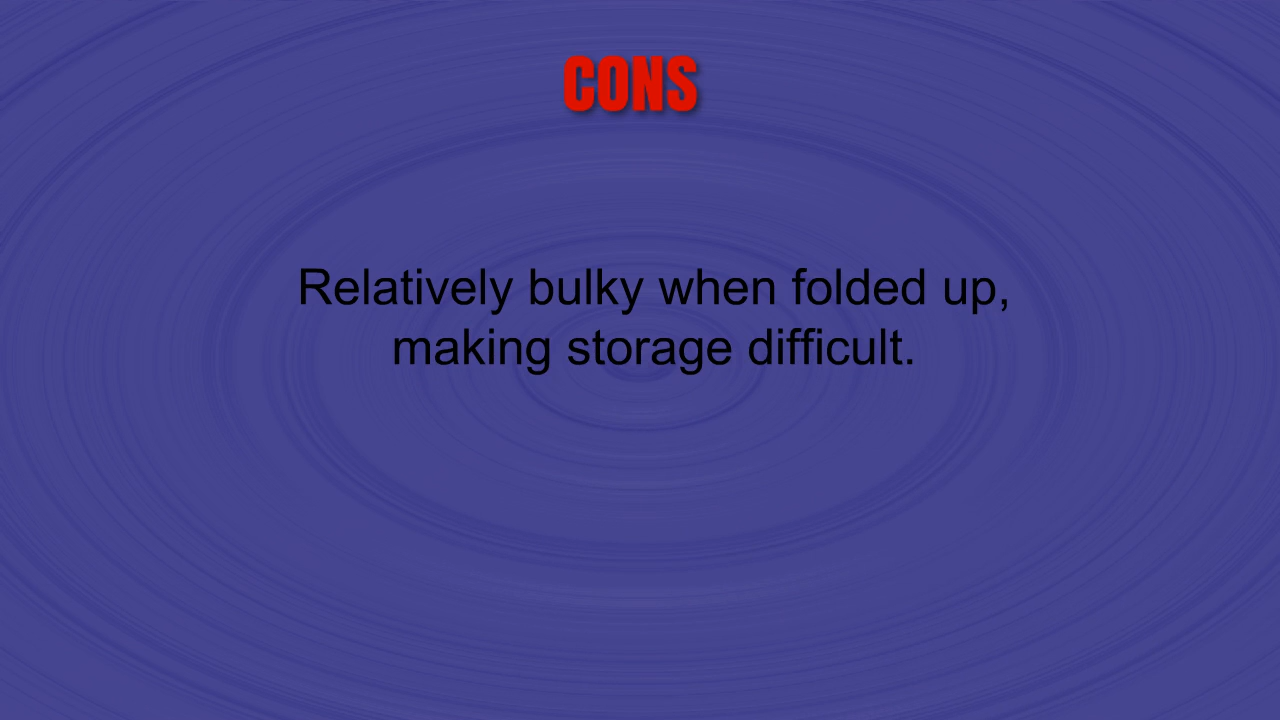 CONS
Relatively bulky when folded up,
making storage difficult.